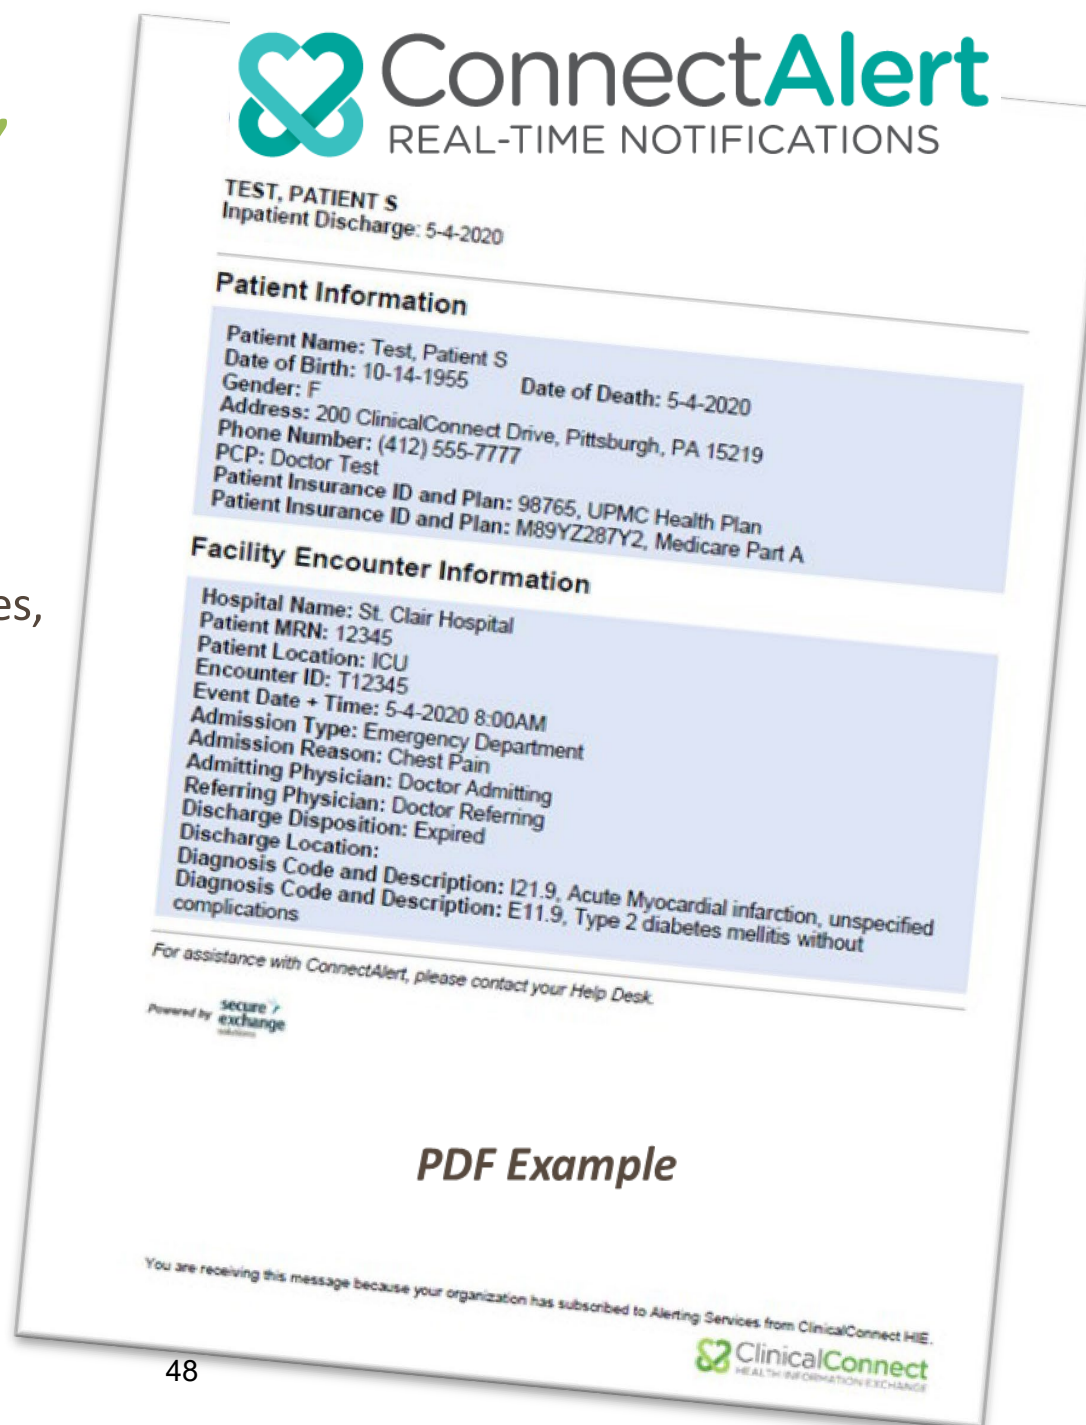 ConnectAlert
REAL-TIME NOTIFICATIONS
TEST, PATIENT S
Inpatient Discharge: 5-4-2020
Patient Information
Patient Name: Test, Patient S
Date of Birth: 10-14-1955 Date of Death: 5-4-2020
Gender: F
Address: 200 ClinicalConnect Drive, Pittsburgh, PA 15219
Phone Number: (412) 555-7777
PCP: Doctor Test
Patient Insurance ID and Plan: 98765, UPMC Health Plan
Patient Insurance ID and Plan: M89YZ287Y2, Medicare Part A
Facility Encounter Information
es,
Hospital Name: St. Clair Hospital
Patient MRN: 12345
Patient Location: ICU
Encounter ID: T12345
Event Date + Time: 5-4-2020 8:00AM
Admission Type: Emergency Department
Admission Reason: Chest Pain
Admitting Physician: Doctor Admitting
Referring Physician: Doctor Referring
Discharge Disposition: Expired
Discharge Location:
Diagnosis Code and Description: I21.9, Acute Myocardial infarction, unspecified
Diagnosis Code and Description: E11.9, Type 2 diabetes mellitis without
complications
For assistance with ConnectAlert, please contact your Help Desk.
Powered by secure
exchange
solutions
PDF Example
You are receiving this message because your organization has subscribed to Alerting Services from ClinicalConnect HIE.
ClinicalConnect
HEALTH INFORMATION EXCHANGE
48